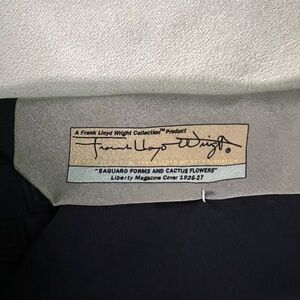 A Frank Lloyd Wright Collection™ Product
Frank Lloyd Wright®
"SAGUARO FORMS AND CACTUS FLOWERS"
Liberty Magazine Cover 1926-27